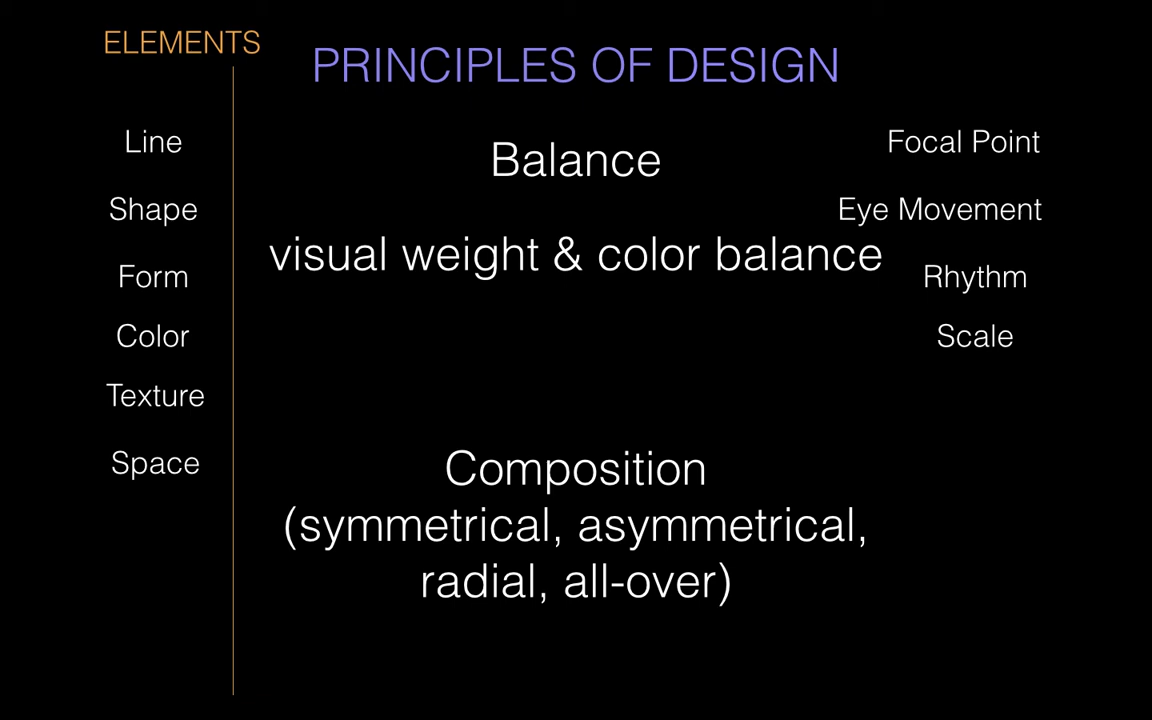 ELEMENTS
PRINCIPLES OF DESIGN
Line
Shape
Form
Color
Texture
Space
Balance
visual weight & color balance
Composition
(symmetrical, asymmetrical,
radial, all-over)
Focal Point
Eye Movement
Rhythm
Scale